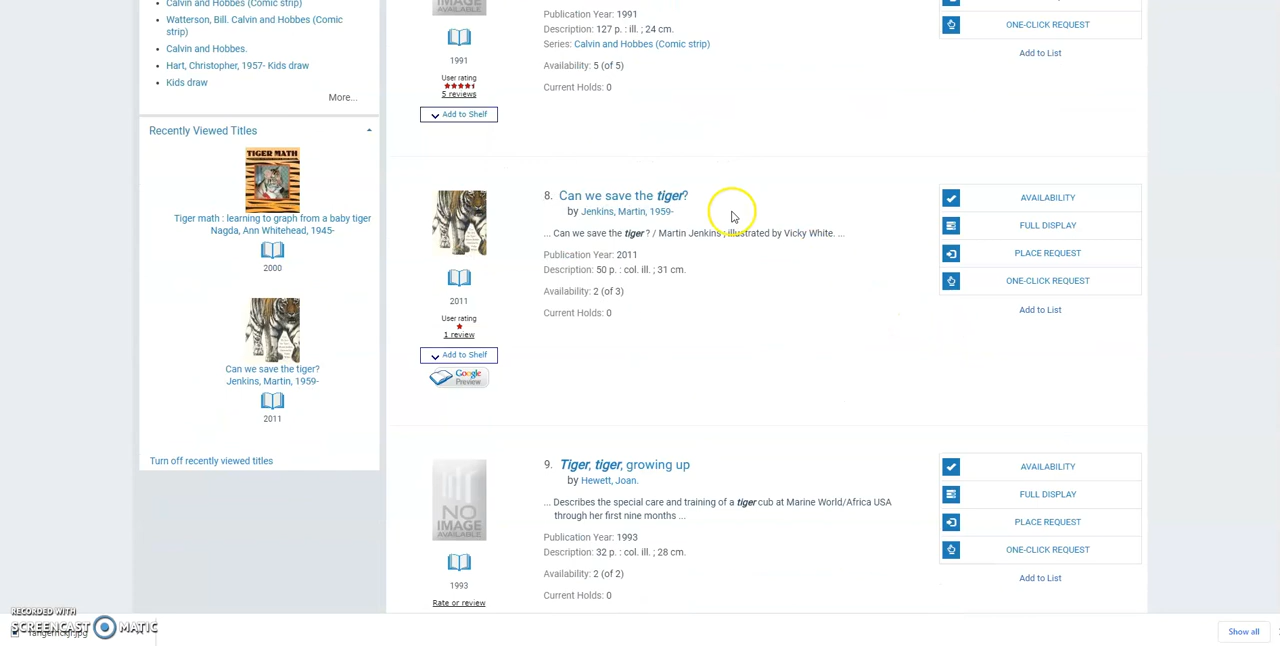 Calvin and Hobbes (Comic strip)
Watterson, Bill. Calvin and Hobbes (Comic
strip)
Calvin and Hobbes.
Hart, Christopher, 1957- Kids draw
Kids draw
More...
Recently Viewed Titles
TIGER MATH
Tiger math : learning to graph from a baby tiger
Nagda, Ann Whitehead, 1945-
2000
Can we save the tiger?
Jenkins, Martin, 1959-
2011
Turn off recently viewed titles
IMAGE
AVAILABLE
1991
User rating
5 reviews
Add to Shelf
Publication Year: 1991
Description: 127 p. : ill. ; 24 cm.
Series: Calvin and Hobbes (Comic strip)
Availability: 5 (of 5)
Current Holds: 0
ONE-CLICK REQUEST
Add to List
2011
User rating
1 review
Add to Shelf
Google
Preview
8. Can we save the tiger?
by Jenkins, Martin, 1959-
... Can we save the tiger ? / Martin Jenkins ; illustrated by Vicky White. ...
Publication Year: 2011
Description: 50 p. : col. ill. ; 31 cm.
Availability: 2 (of 3)
Current Holds: 0
AVAILABILITY
FULL DISPLAY
PLACE REQUEST
ONE-CLICK REQUEST
Add to List
NO
IMAGE
AVAILABLE
1993
Rate or review
9. Tiger, tiger, growing up
by Hewett, Joan.
... Describes the special care and training of a tiger cub at Marine World/Africa USA
through her first nine months ...
Publication Year: 1993
Description: 32 p. : col. ill. ; 28 cm.
Availability: 2 (of 2)
Current Holds: 0
AVAILABILITY
FULL DISPLAY
PLACE REQUEST
ONE-CLICK REQUEST
Add to List
RECORDED WITH
SCREENCAST MATIC
Show all